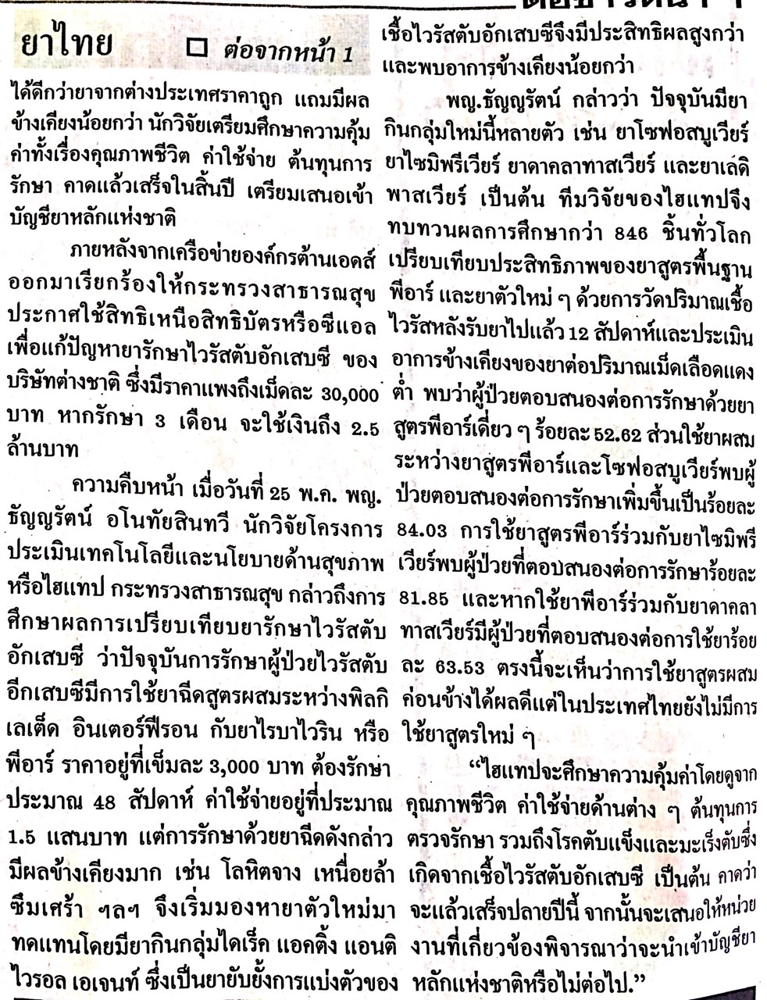 ยาไทย □ ต่อจากหน้า 1
ได้ดีกว่ายาจากต่างประเทศราคาถูก แถมมีผล
ข้างเคียงน้อยกว่า นักวิจัยเตรียมศึกษาความคุ้ม
ค่าทั้งเรื่องคุณภาพชีวิต ค่าใช้จ่าย ต้นทุนการ
รักษา คาดแล้วเสร็จในสิ้นปี เตรียมเสนอเข้า
บัญชียาหลักแห่งชาติ
ภายหลังจากเครือข่ายองค์กรต้านเอดส์
ออกมาเรียกร้องให้กระทรวงสาธารณสุข
ประกาศใช้สิทธิเหนือสิทธิบัตรหรือซีแอล
เพื่อแก้ปัญหายารักษาไวรัสตับอักเสบซี ของ
บริษัทต่างชาติ ซึ่งมีราคาแพงถึงเม็ดละ 30,000
บาท หากรักษา 3 เดือน จะใช้เงินถึง 2.5
ล้านบาท
ความคืบหน้า เมื่อวันที่ 25 พ.ค. พญ.
ธัญญรัตน์ อโนทัยสินทวี นักวิจัยโครงการ
ประเมินเทคโนโลยีและนโยบายด้านสุขภาพ
หรือไฮแทป กระทรวงสาธารณสุข กล่าวถึงการ
ศึกษาผลการเปรียบเทียบยารักษาไวรัสตับ
อักเสบซี ว่าปัจจุบันการรักษาผู้ป่วยไวรัสตับ
อีกเสบซีมีการใช้ยาฉีดสูตรผสมระหว่างพิลกิ
เลเต็ด อินเตอร์ฟีรอน กับยาไรบาไวริน หรือ
พีอาร์ ราคาอยู่ที่เข็มละ 3,000 บาท ต้องรักษา
ประมาณ 48 สัปดาห์ ค่าใช้จ่ายอยู่ที่ประมาณ
1.5 แสนบาท แต่การรักษาด้วยยาฉีดดังกล่าว
มีผลข้างเคียงมาก เช่น โลหิตจาง เหนื่อยล้า
ซึมเศร้า ฯลฯ จึงเริ่มมองหายาตัวใหม่มา
ทดแทนโดยมียากินกลุ่มไดเร็ค แอคติ้ง แอนติ
ไวรอล เอเจนท์ ซึ่งเป็นยายับยั้งการแบ่งตัวของ
เชื้อไวรัสตับอักเสบซีจึงมีประสิทธิผลสูงกว่า
และพบอาการข้างเคียงน้อยกว่า
พญ.ธัญญรัตน์ กล่าวว่า ปัจจุบันมียา
กินกลุ่มใหม่นี้หลายตัว เช่น ยาโซฟอสบูเวียร์
ยาไซมิพรีเวียร์ ยาดาคลาทาสเวียร์ และยาเลดิ
พาสเวียร์ เป็นต้น ทีมวิจัยของไฮแทปจึง
ทบทวนผลการศึกษากว่า 846 ชิ้นทั่วโลก
เปรียบเทียบประสิทธิภาพของยาสูตรพื้นฐาน
พีอาร์ และยาตัวใหม่ ๆ ด้วยการวัดปริมาณเชื้อ
ไวรัสหลังรับยาไปแล้ว 12 สัปดาห์และประเมิน
อาการข้างเคียงของยาต่อปริมาณเม็ดเลือดแดง
ต่ำ พบว่าผู้ป่วยตอบสนองต่อการรักษาด้วยยา
สูตรพีอาร์เดี่ยว ๆ ร้อยละ 52.62 ส่วนใช้ยาผสม
ระหว่างยาสูตรพีอาร์และโซฟอสบูเวียร์พบผู้
ป่วยตอบสนองต่อการรักษาเพิ่มขึ้นเป็นร้อยละ
84.03 การใช้ยาสูตรพีอาร์ร่วมกับยาไซมิพรี
เวียร์พบผู้ป่วยที่ตอบสนองต่อการรักษาร้อยละ
81.85 และหากใช้ยาพีอาร์ร่วมกับยาดาคลา
ทาสเวียร์มีผู้ป่วยที่ตอบสนองต่อการใช้ยาร้อย
ละ 63.53 ตรงนี้จะเห็นว่าการใช้ยาสูตรผสม
ค่อนข้างได้ผลดีแต่ในประเทศไทยยังไม่มีการ
ใช้ยาสูตรใหม่ ๆ
“ไฮแทปจะศึกษาความคุ้มค่าโดยดูจาก
คุณภาพชีวิต ค่าใช้จ่ายด้านต่าง ๆ ต้นทุนการ
ตรวจรักษา รวมถึงโรคตับแข็งและมะเร็งตับซึ่ง
เกิดจากเชื้อไวรัสตับอักเสบซี เป็นต้น คาดว่า
จะแล้วเสร็จปลายปีนี้ จากนั้นจะเสนอให้หน่วย
งานที่เกี่ยวข้องพิจารณาว่าจะนำเข้าบัญชียา
หลักแห่งชาติหรือไม่ต่อไป.”